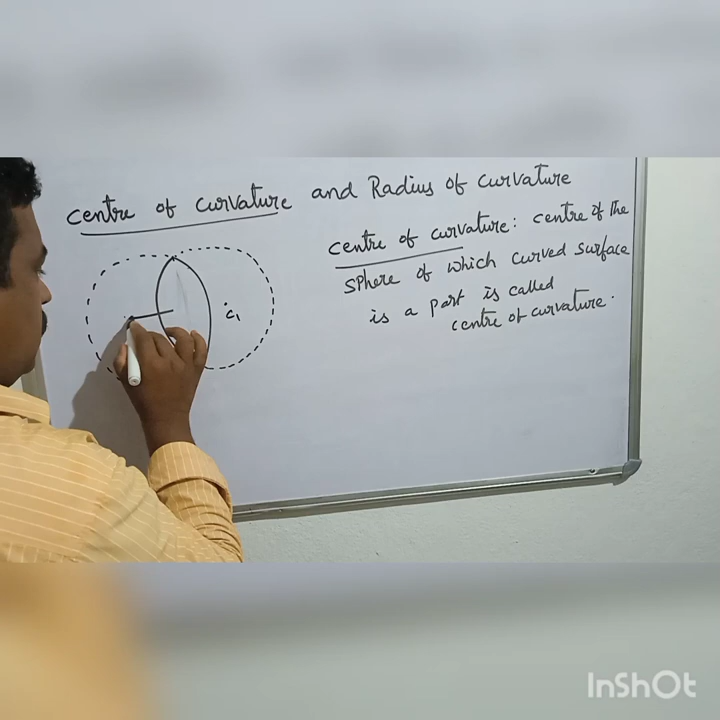 centre of curvature and Radius of curvature
centre of curvature: centre of the
sphere of which curved surface
is a part is called
centre of curvature.
C1
InShOt